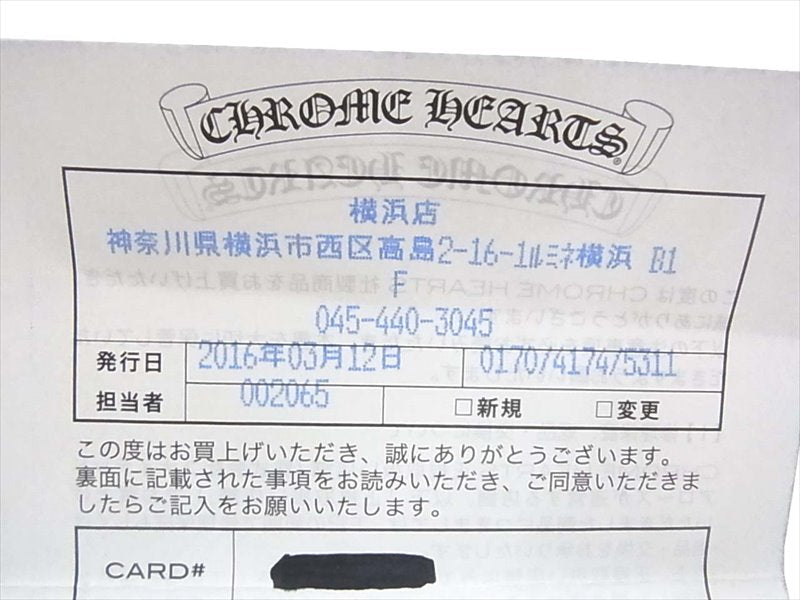 CHROME HEARTS®
横浜店
神奈川県横浜市西区高島2-16-1ルミネ横浜 B1
F
045-440-3045
発行日 2016年03月12日 0170/4174/5311
担当者 002065 □新規 □変更
この度はお買上げいただき、誠にありがとうございます。
裏面に記載された事項をお読みいただき、ご同意いただきま
したらご記入をお願いいたします。
CARD#